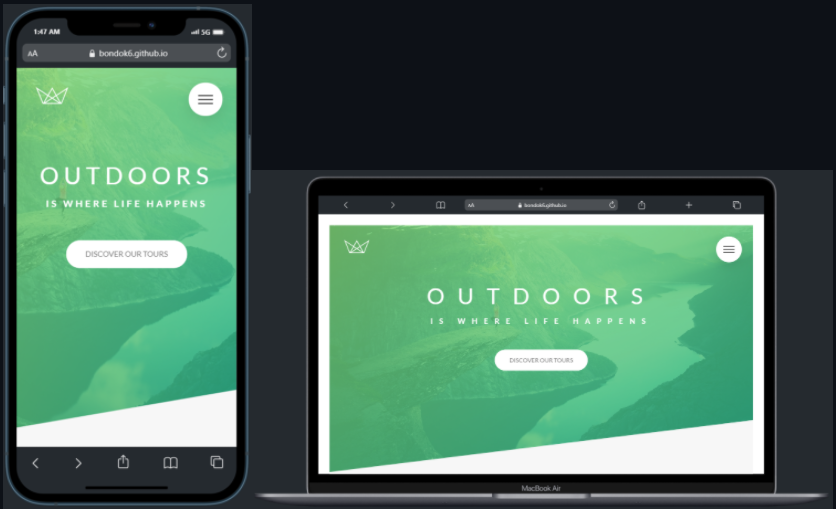 1:47 AM
5G
AA
bondok6.github.io
OUTDOORS
IS WHERE LIFE HAPPENS
DISCOVER OUR TOURS
AA
bondok6.github.io
OUTDOORS
IS WHERE LIFE HAPPENS
DISCOVER OUR TOURS
MacBook Air